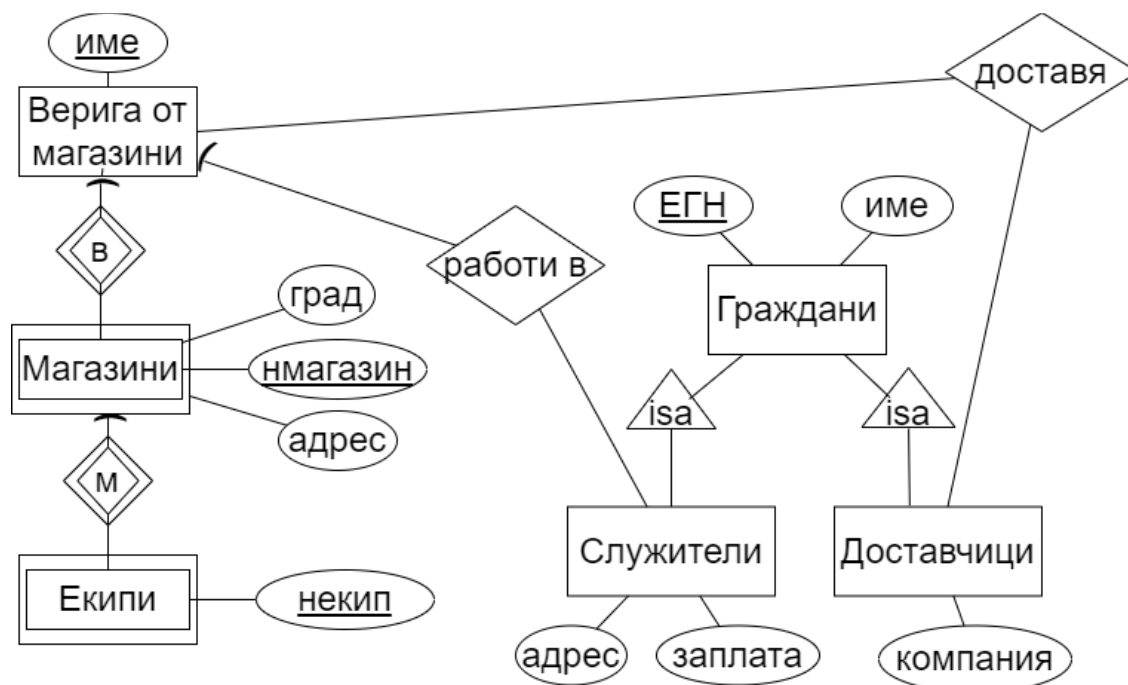 име
Верига от
магазини
доставя
ЕГН
име
в
работи в
Граждани
град
Магазини
нмагазин
адрес
isa
isa
м
Служители
Доставчици
Екипи
некип
адрес
заплата
компания